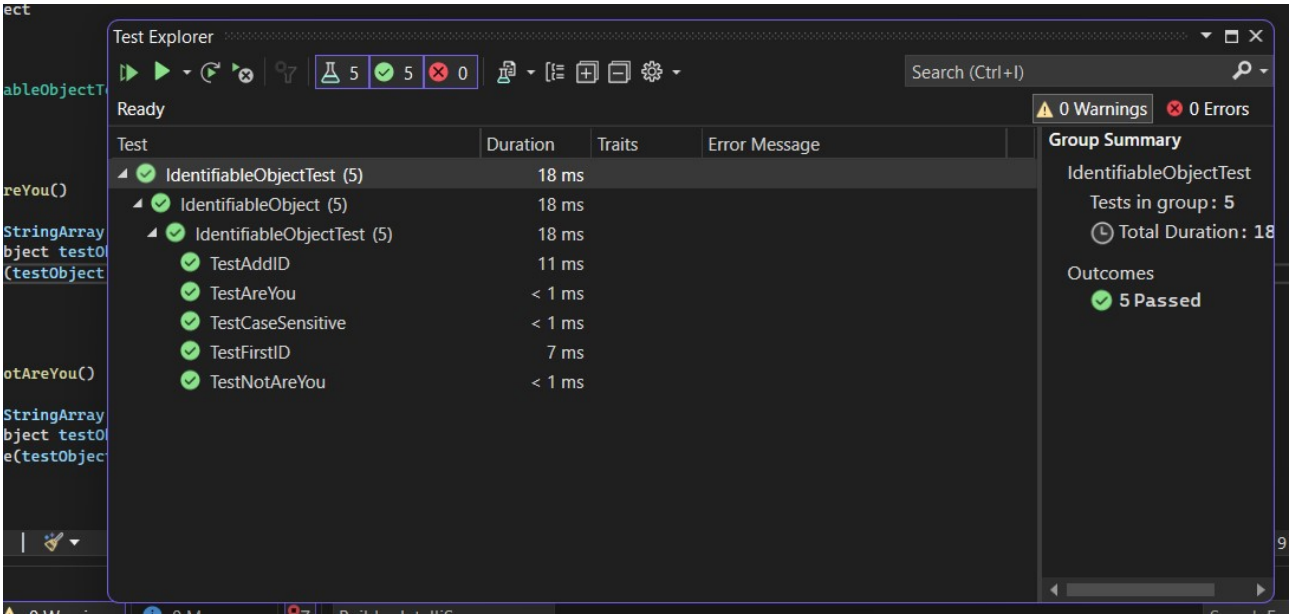 ect
Test Explorer
5 5 0
Search (Ctrl+I)
ableObjectT
Ready
0 Warnings 0 Errors
Test Duration Traits Error Message
Group Summary
IdentifiableObjectTest (5) 18 ms
IdentifiableObjectTest
reYou()
IdentifiableObject (5) 18 ms
Tests in group: 5
StringArray
IdentifiableObjectTest (5) 18 ms
Total Duration: 18
bject testO
(testObject
TestAddID 11 ms
Outcomes
TestAreYou < 1 ms
5 Passed
TestCaseSensitive < 1 ms
TestFirstID 7 ms
otAreYou()
TestNotAreYou < 1 ms
StringArray
bject testO
e(testObjec
9